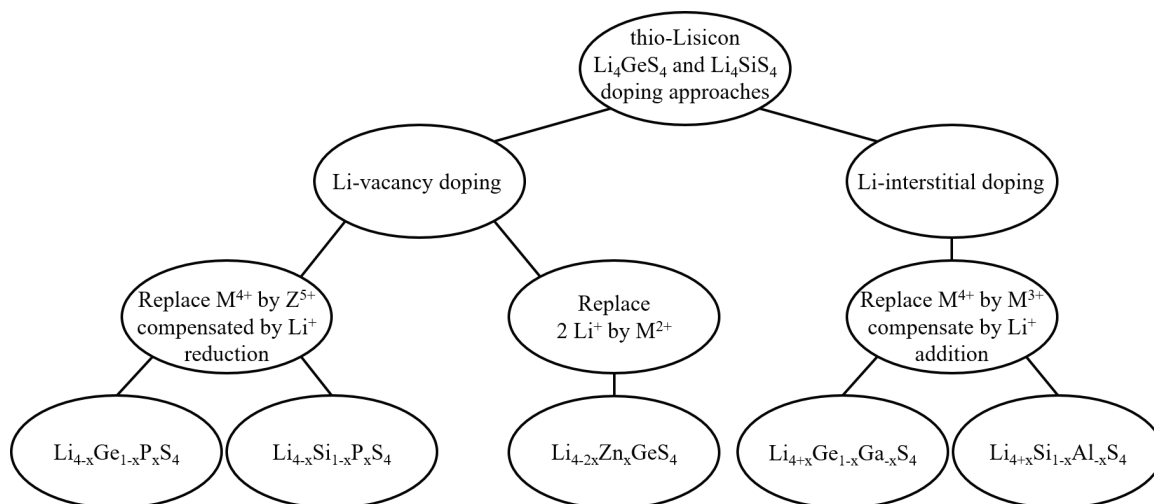 thio-Lisicon
Li₄GeS₄ and Li₄SiS₄
doping approaches
Li-vacancy doping
Li-interstitial doping
Replace M⁴⁺ by Z⁵⁺
compensated by Li⁺
reduction
Replace
2 Li⁺ by M²⁺
Replace M⁴⁺ by M³⁺
compensate by Li⁺
addition
Li₄₋ₓGe₁₋ₓPₓS₄
Li₄₋ₓSi₁₋ₓPₓS₄
Li₄₋₂ₓZnₓGeS₄
Li₄₊ₓGe₁₋ₓGa₋ₓS₄
Li₄₊ₓSi₁₋ₓAl₋ₓS₄